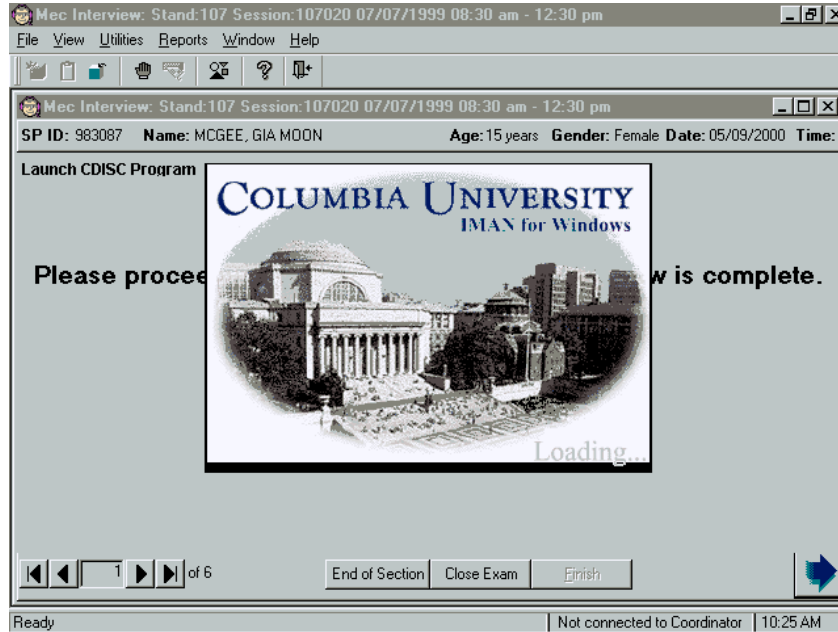 Mec Interview: Stand:107 Session:107020 07/07/1999 08:30 am - 12:30 pm
File View Utilities Reports Window Help
Mec Interview: Stand:107 Session:107020 07/07/1999 08:30 am - 12:30 pm
SP ID: 983087 Name: MCGEE, GIA MOON Age: 15 years Gender: Female Date: 05/09/2000 Time:
Launch CDISC Program
COLUMBIA UNIVERSITY
IMAN for Windows
Please w is complete.
Loading...
1 of 6 End of Section Close Exam Finish
Ready Not connected to Coordinator 10:25 AM